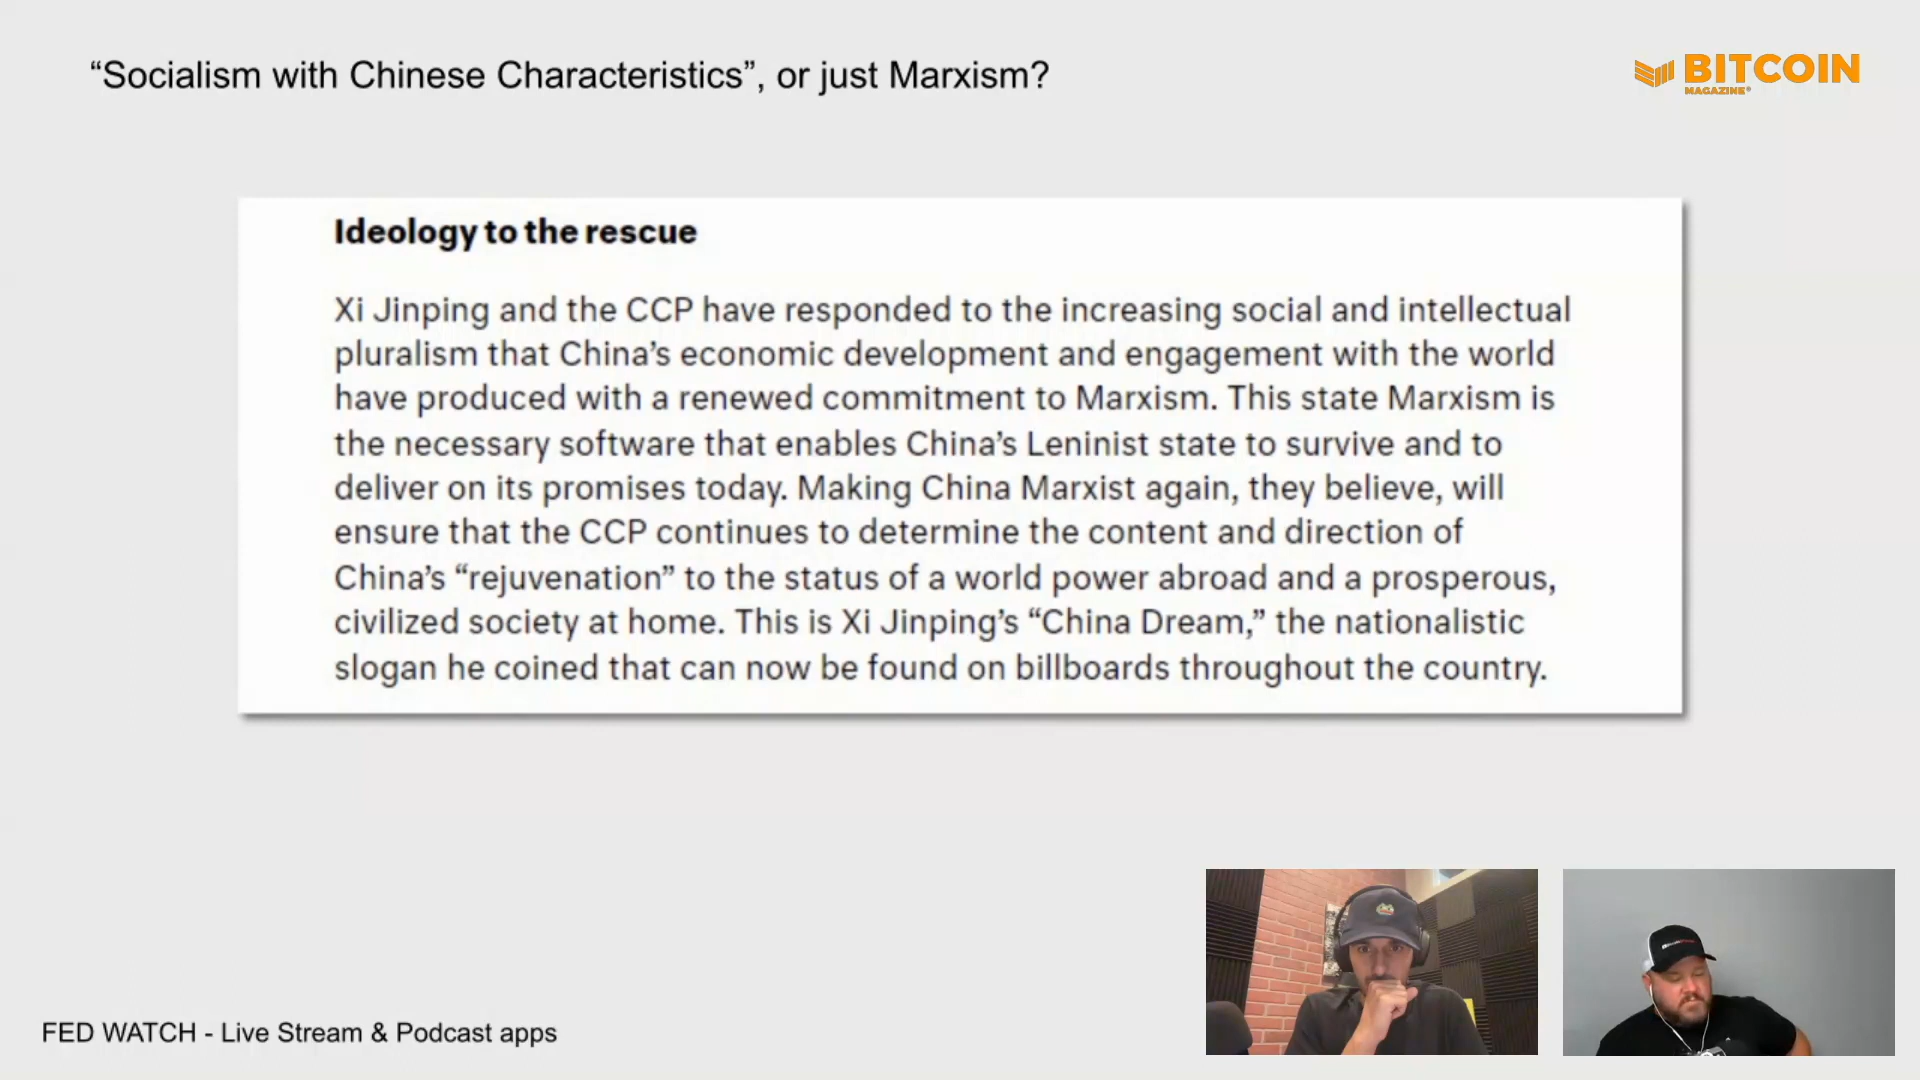 “Socialism with Chinese Characteristics”, or just Marxism?
BITCOIN
MAGAZINE®
Ideology to the rescue
Xi Jinping and the CCP have responded to the increasing social and intellectual
pluralism that China’s economic development and engagement with the world
have produced with a renewed commitment to Marxism. This state Marxism is
the necessary software that enables China’s Leninist state to survive and to
deliver on its promises today. Making China Marxist again, they believe, will
ensure that the CCP continues to determine the content and direction of
China’s “rejuvenation” to the status of a world power abroad and a prosperous,
civilized society at home. This is Xi Jinping’s “China Dream,” the nationalistic
slogan he coined that can now be found on billboards throughout the country.
FED WATCH - Live Stream & Podcast apps